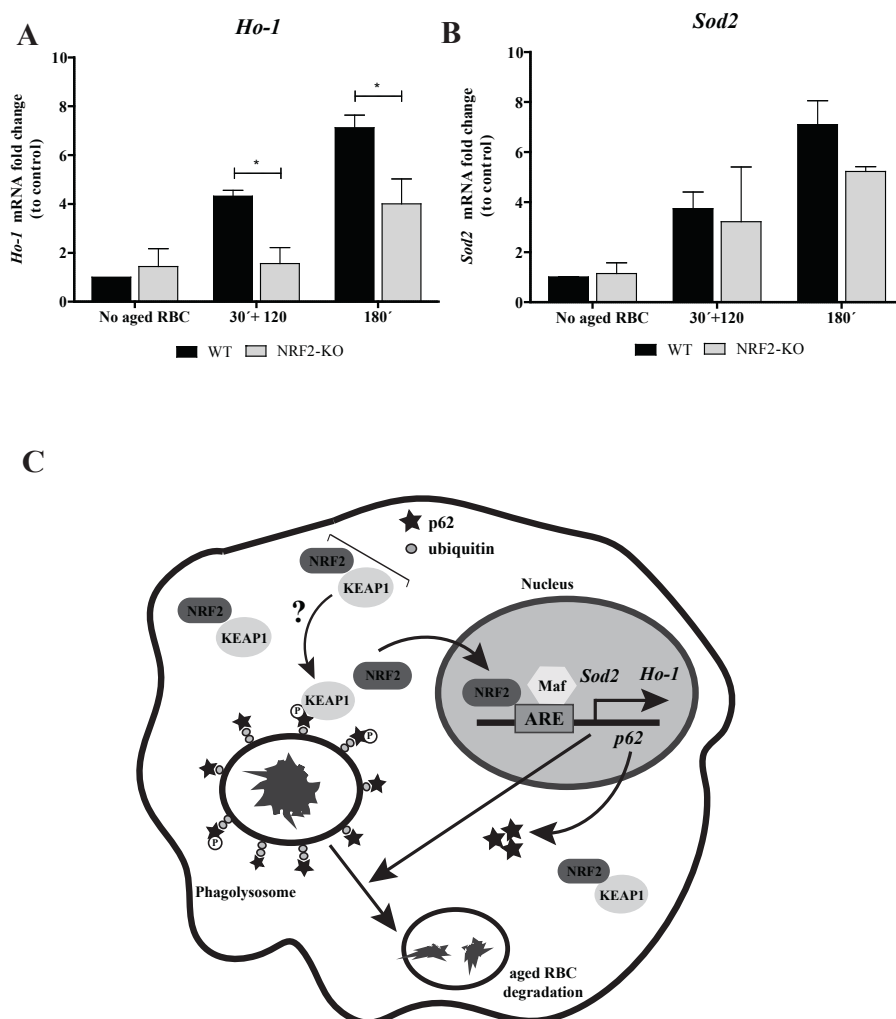 A
Ho-1
Ho-1 mRNA fold change
(to control)
10
8
6
4
2
0
*
*
No aged RBC
30´+ 120
180´
WT
NRF2-KO
B
Sod2
Sod2 mRNA fold change
(to control)
10
8
6
4
2
0
No aged RBC
30´+120
180´
WT
NRF2-KO
C
p62
ubiquitin
NRF2
KEAP1
NRF2
KEAP1
?
NRF2
KEAP1
P
P
P
Phagolysosome
Nucleus
NRF2
Maf
ARE
Sod2
Ho-1
p62
NRF2
KEAP1
aged RBC
degradation